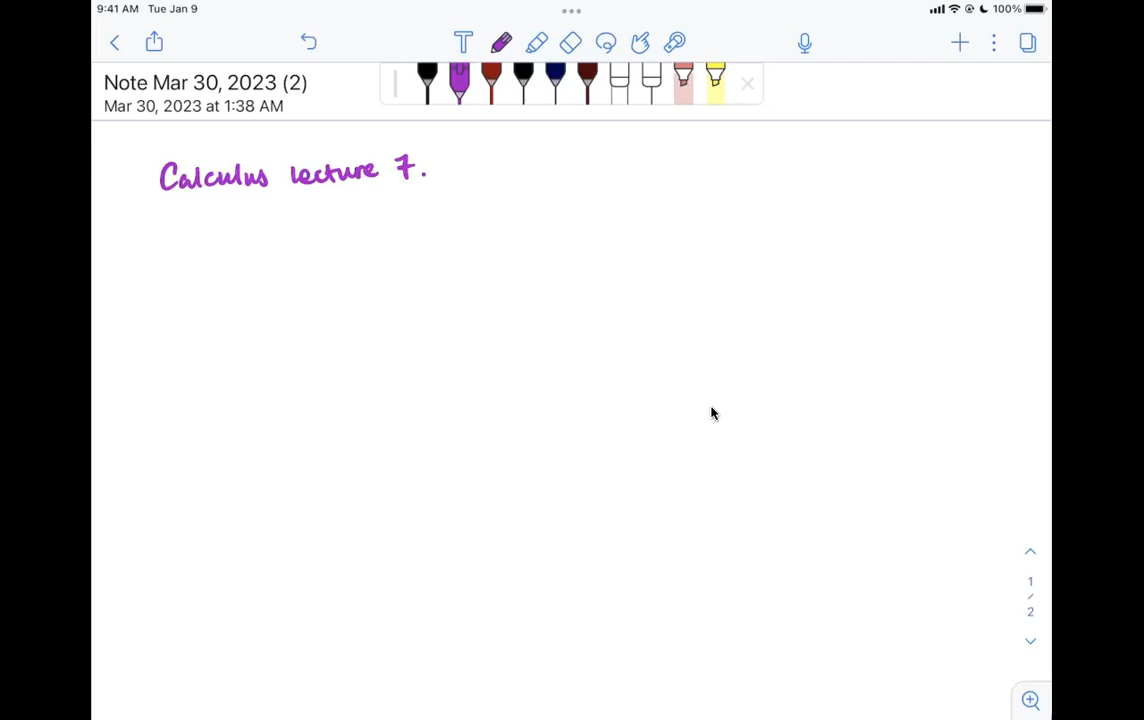 9:41 AM Tue Jan 9
100%
T
Note Mar 30, 2023 (2)
Mar 30, 2023 at 1:38 AM
Calculus lecture 7.
1
/
2